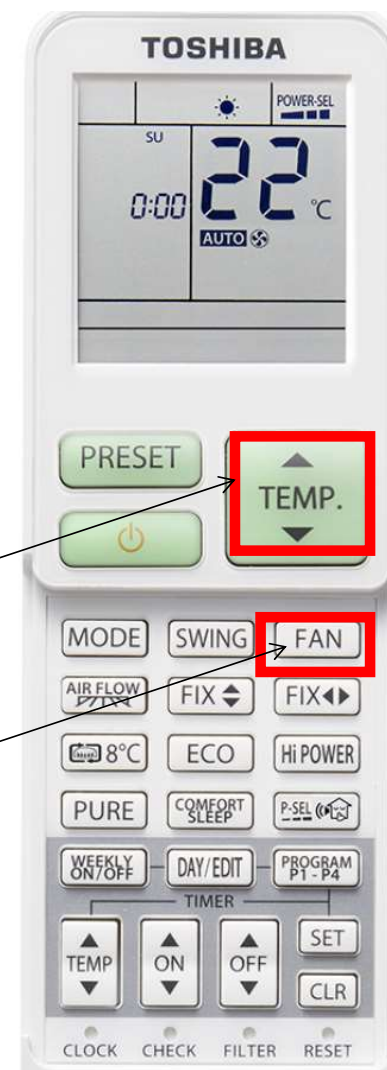 TOSHIBA
POWER-SEL
SU
0:00 22 °C
AUTO
PRESET
TEMP.
MODE SWING FAN
AIR FLOW FIX FIX
8°C ECO Hi POWER
PURE COMFORT SLEEP P-SEL
WEEKLY ON/OFF DAY/EDIT PROGRAM P1 - P4
TIMER
TEMP ON OFF SET
CLR
CLOCK CHECK FILTER RESET